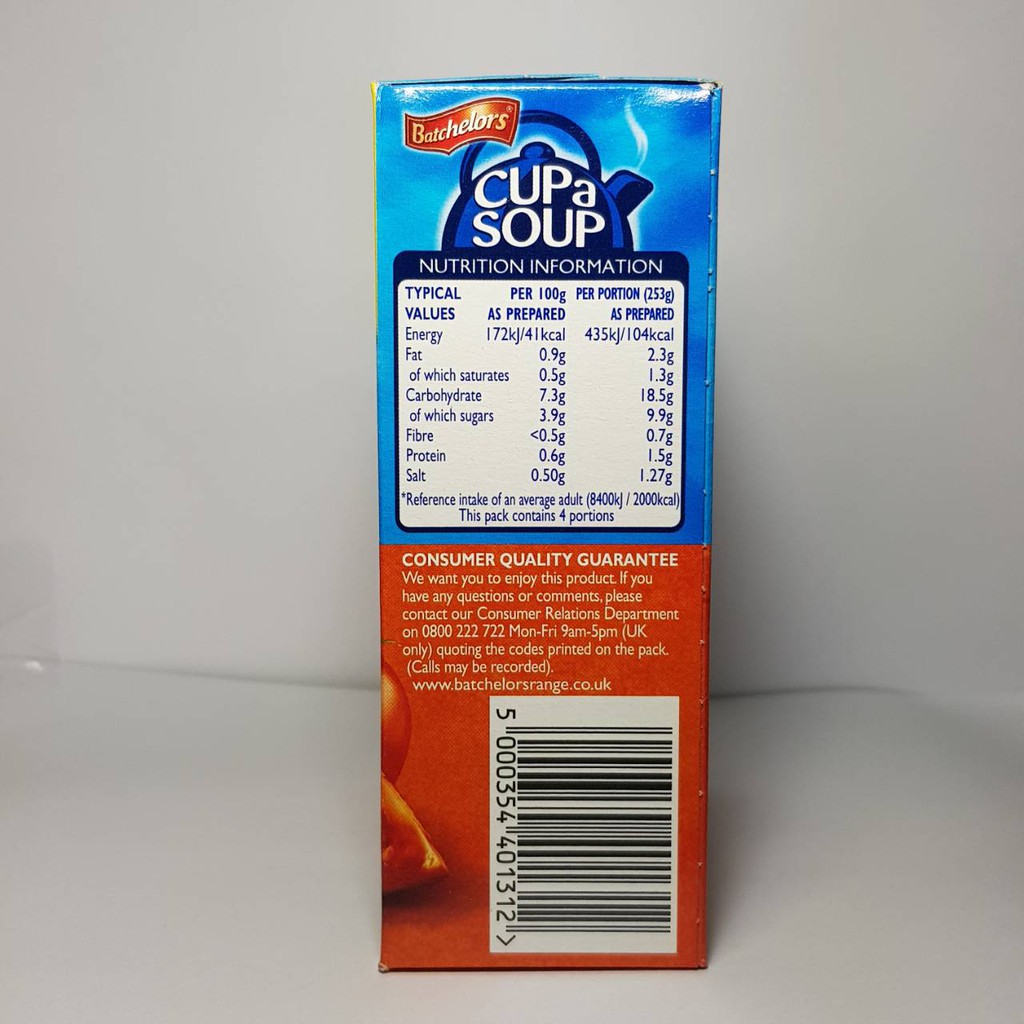 Batchelors®
CUPa
SOUP
NUTRITION INFORMATION
TYPICAL PER 100g PER PORTION (253g)
VALUES AS PREPARED AS PREPARED
Energy 172kJ/41kcal 435kJ/104kcal
Fat 0.9g 2.3g
of which saturates 0.5g 1.3g
Carbohydrate 7.3g 18.5g
of which sugars 3.9g 9.9g
Fibre <0.5g 0.7g
Protein 0.6g 1.5g
Salt 0.50g 1.27g
*Reference intake of an average adult (8400kJ / 2000kcal)
This pack contains 4 portions
CONSUMER QUALITY GUARANTEE
We want you to enjoy this product. If you
have any questions or comments, please
contact our Consumer Relations Department
on 0800 222 722 Mon-Fri 9am-5pm (UK
only) quoting the codes printed on the pack.
(Calls may be recorded).
www.batchelorsrange.co.uk
5 000354 401312 >